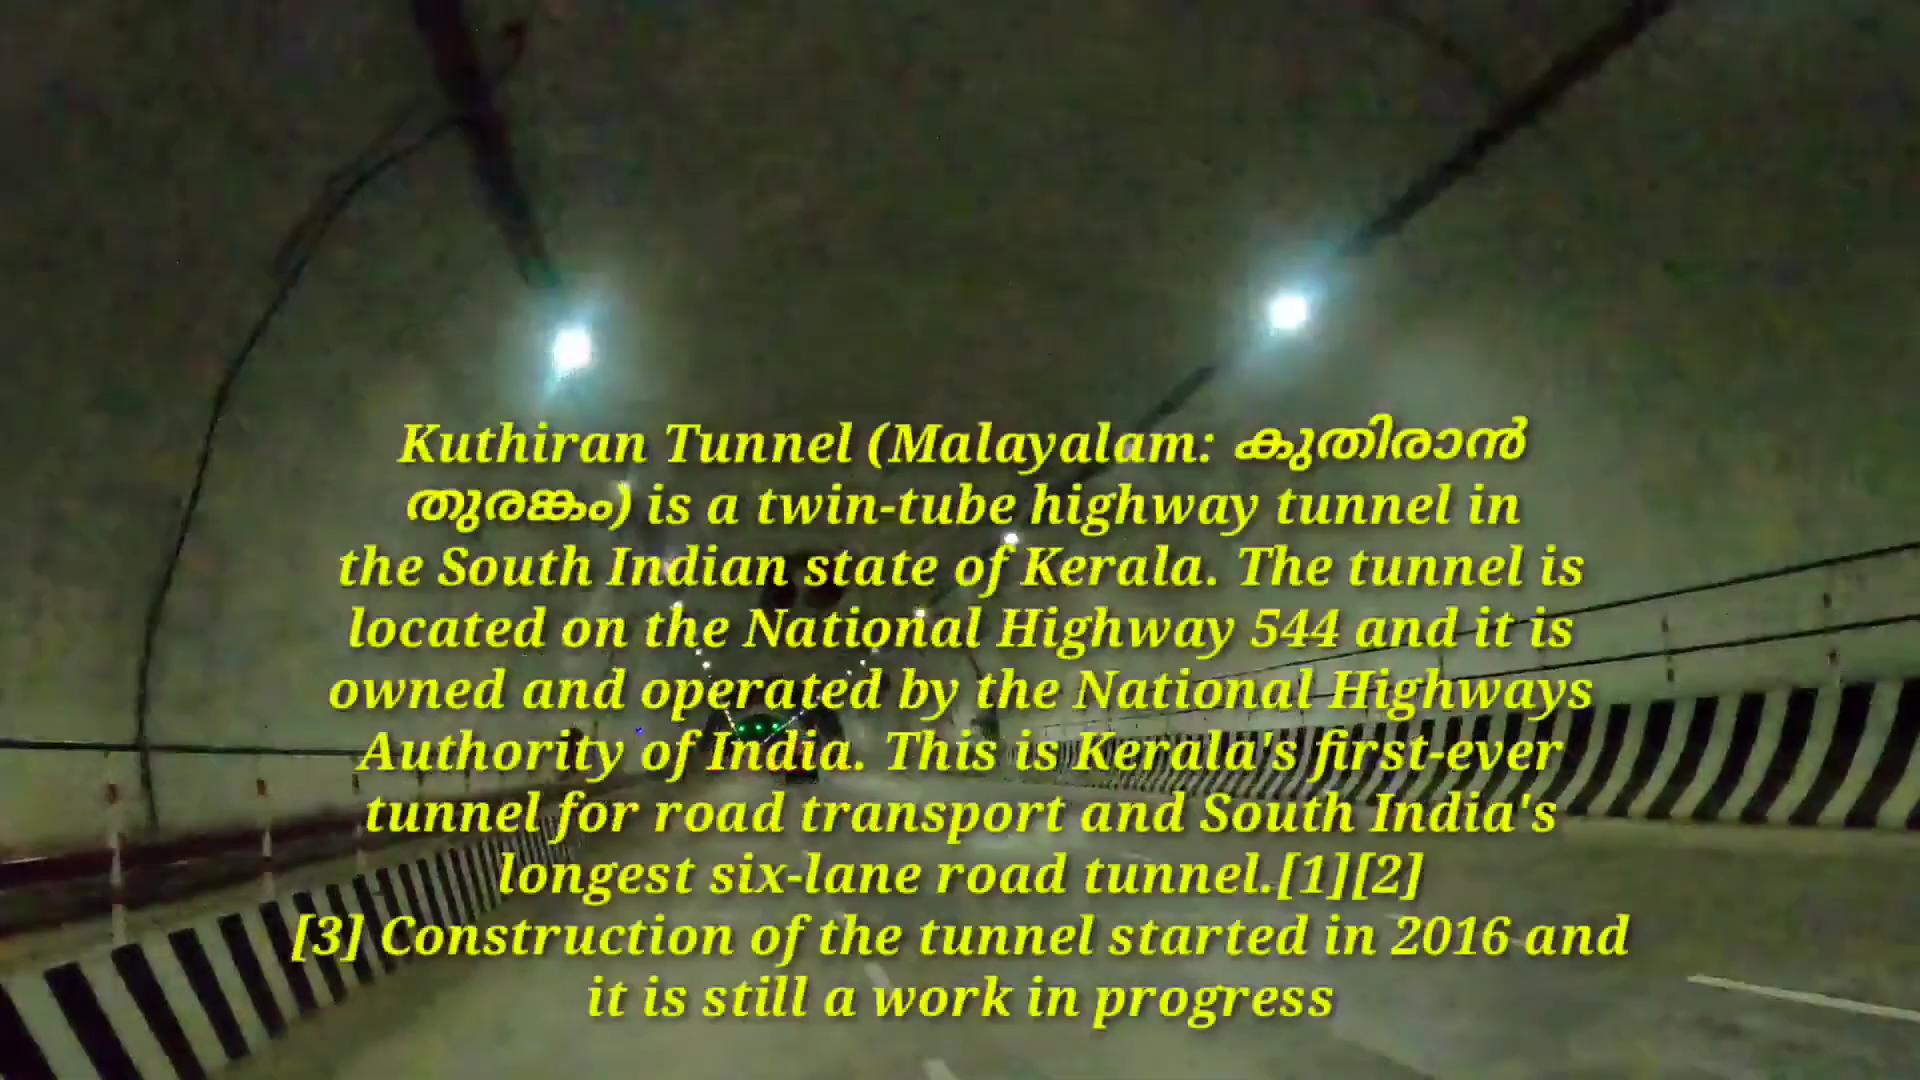 Kuthiran Tunnel (Malayalam: കുതിരാൻ
തുരങ്കം) is a twin-tube highway tunnel in
the South Indian state of Kerala. The tunnel is
located on the National Highway 544 and it is
owned and operated by the National Highways
Authority of India. This is Kerala's first-ever
tunnel for road transport and South India's
longest six-lane road tunnel.[1][2]
[3] Construction of the tunnel started in 2016 and
it is still a work in progress